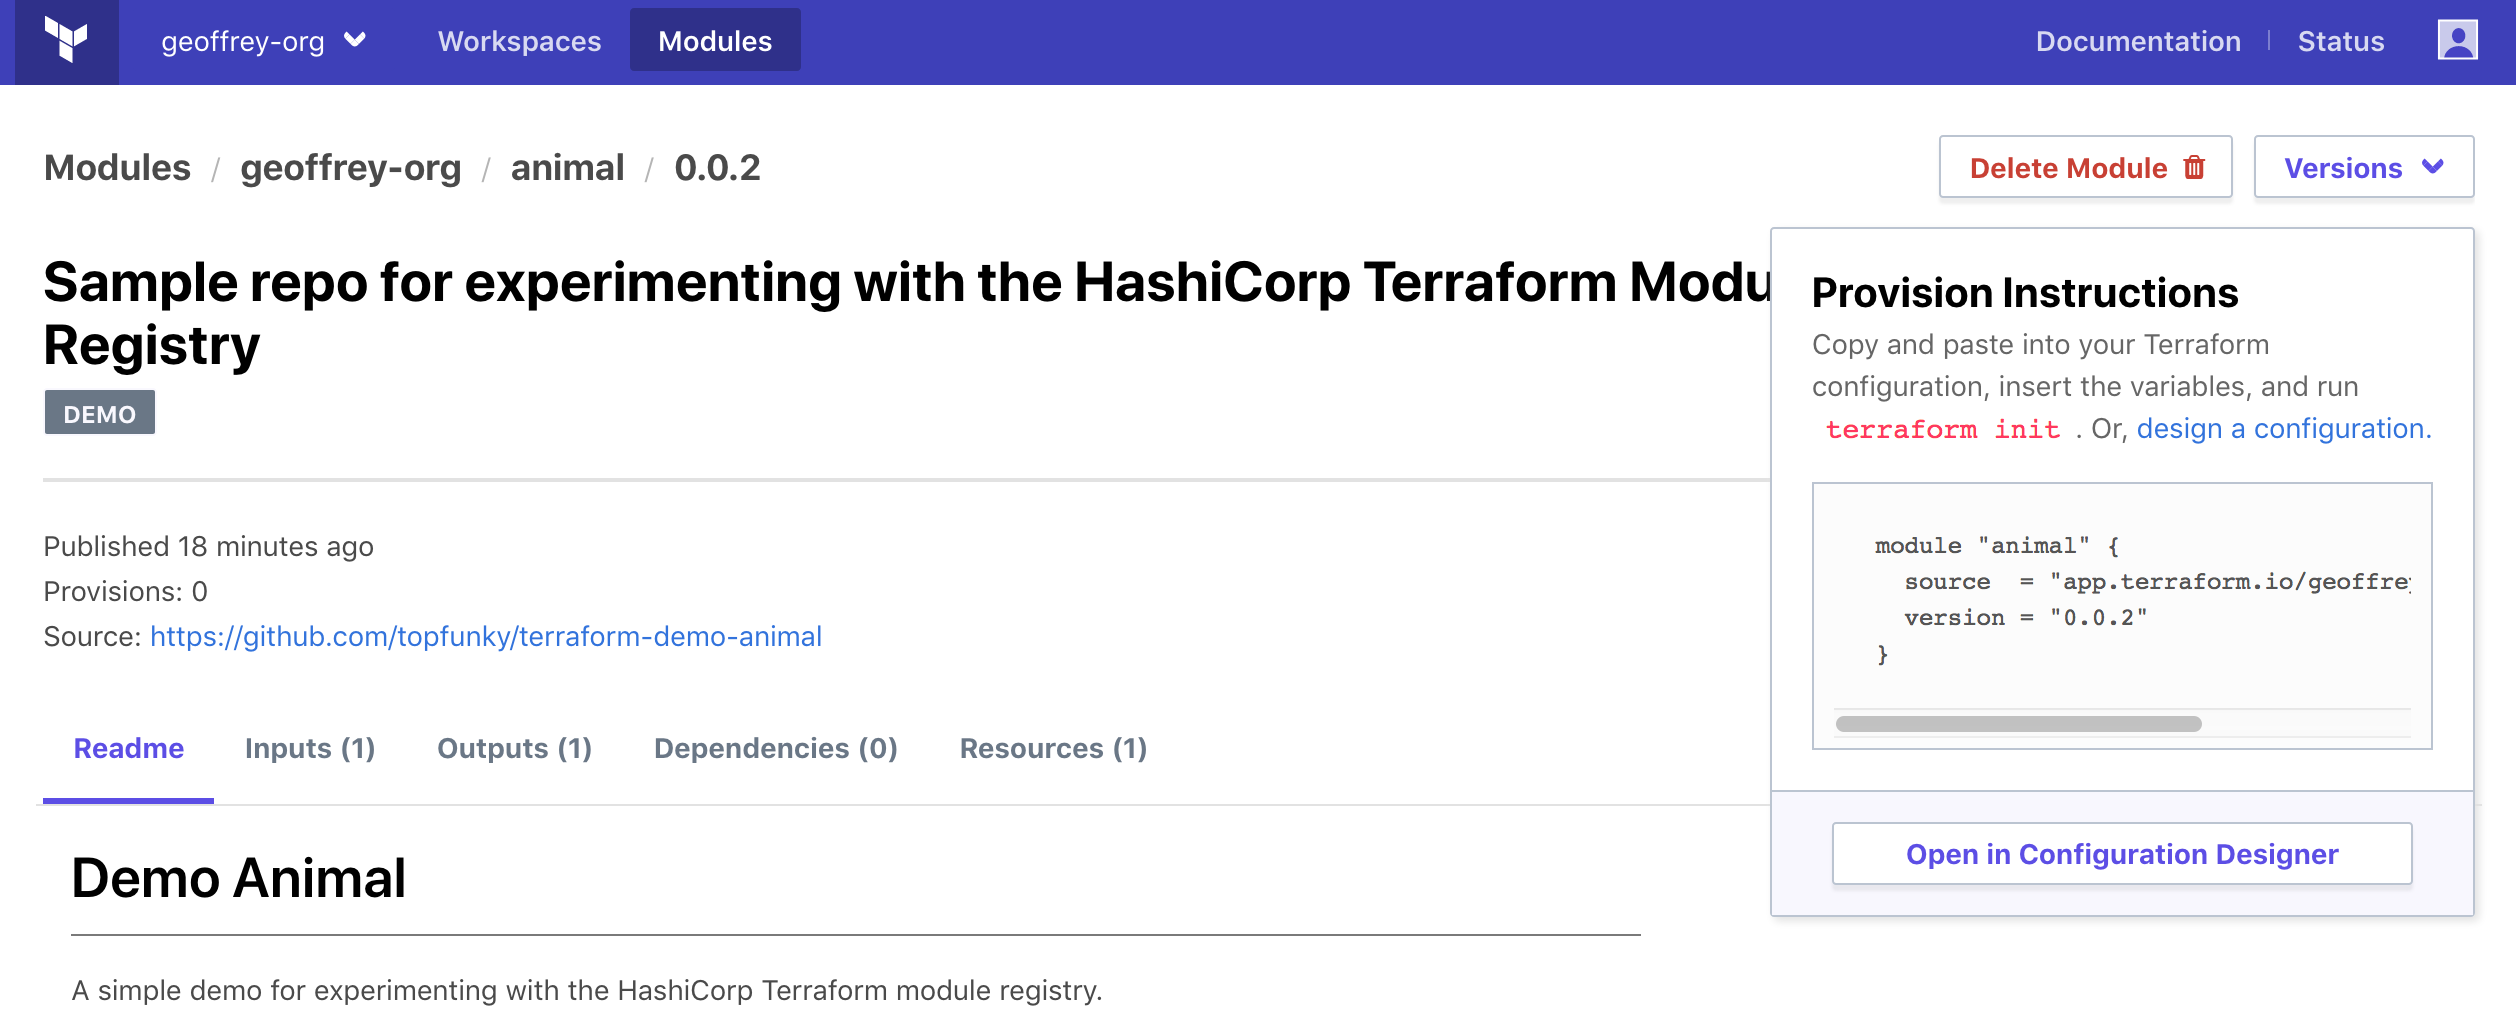 geoffrey-org Workspaces Modules Documentation Status
Modules / geoffrey-org / animal / 0.0.2
Delete Module Versions
Sample repo for experimenting with the HashiCorp Terraform
Registry
DEMO
Published 18 minutes ago
Provisions: 0
Source: https://github.com/topfunky/terraform-demo-animal
Provision Instructions
Copy and paste into your Terraform
configuration, insert the variables, and run
terraform init . Or, design a configuration.
module "animal" {
source = "app.terraform.io/
version = "0.0.2"
}
Open in Configuration Designer
Readme Inputs (1) Outputs (1) Dependencies (0) Resources (1)
Demo Animal
A simple demo for experimenting with the HashiCorp Terraform module registry.